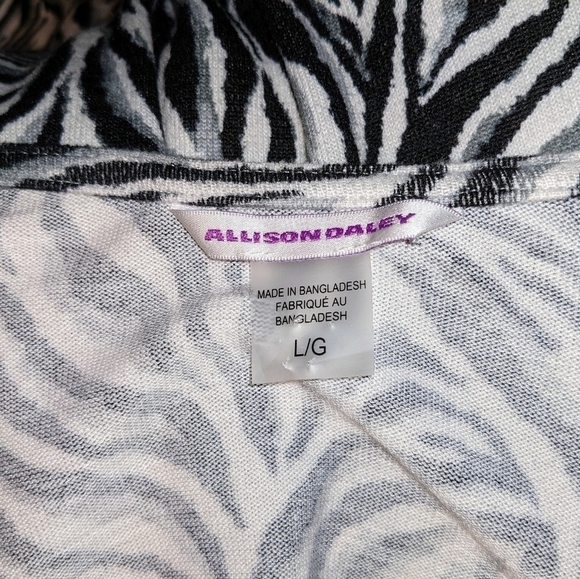 ALLISON DALEY
MADE IN BANGLADESH
FABRIQUÉ AU
BANGLADESH
L/G